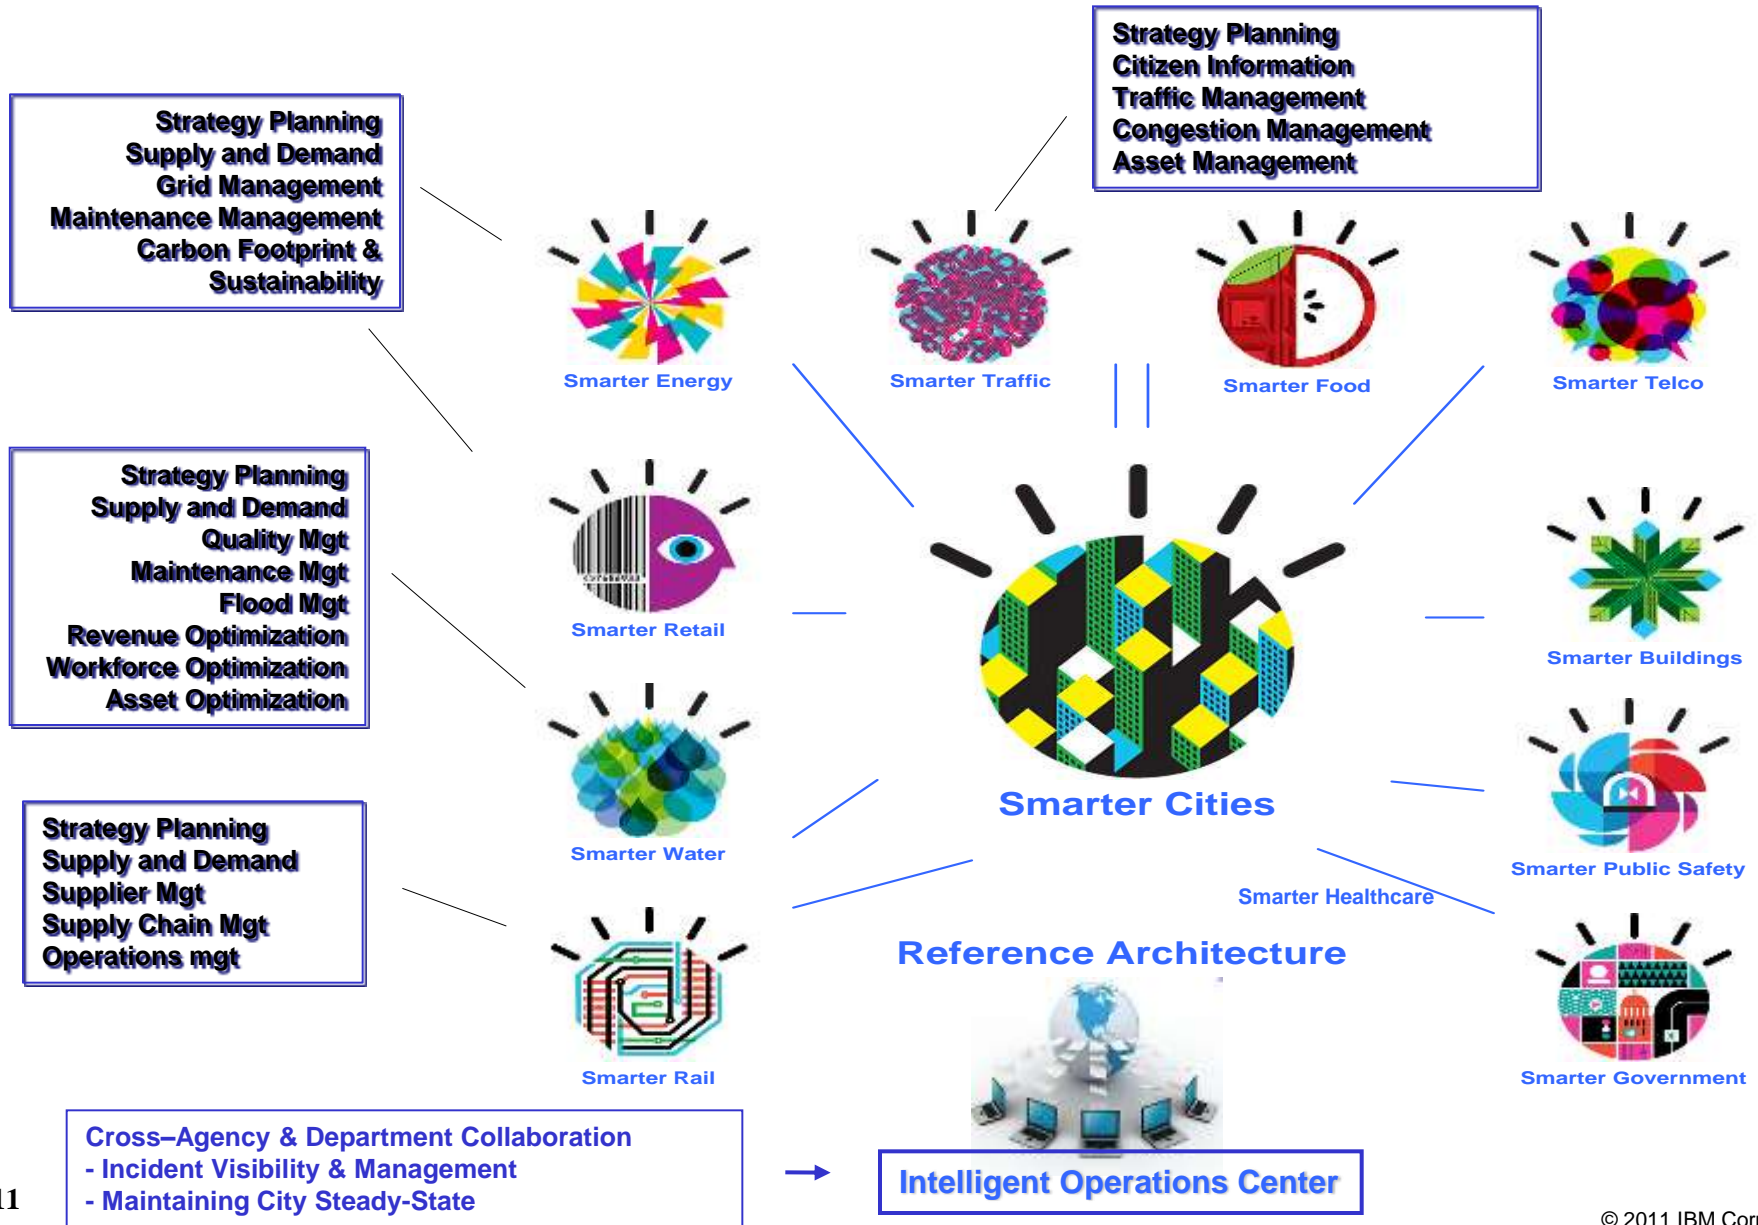 Strategy Planning
Citizen Information
Traffic Management
Congestion Management
Asset Management
Strategy Planning
Supply and Demand
Grid Management
Maintenance Management
Carbon Footprint &
Sustainability
Smarter Energy
Smarter Traffic
Smarter Food
Smarter Telco
Strategy Planning
Supply and Demand
Quality Mgt
Maintenance Mgt
Flood Mgt
Revenue Optimization
Workforce Optimization
Asset Optimization
Smarter Retail
Smarter Buildings
Smarter Cities
Smarter Water
Smarter Public Safety
Strategy Planning
Supply and Demand
Supplier Mgt
Supply Chain Mgt
Operations mgt
Smarter Healthcare
Reference Architecture
Smarter Rail
Smarter Government
Cross–Agency & Department Collaboration
- Incident Visibility & Management
- Maintaining City Steady-State
Intelligent Operations Center
11
© 2011 IBM Cor